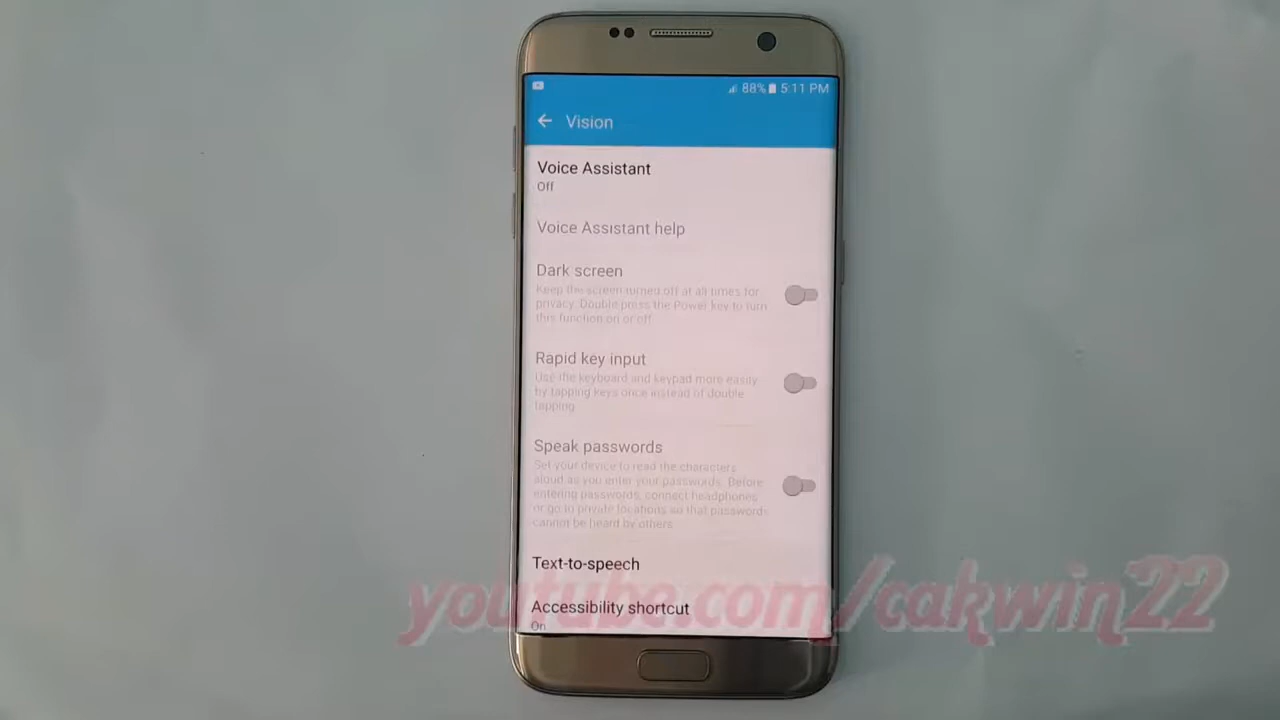 88% 5:11 PM
Vision
Voice Assistant
Off
Voice Assistant help
Dark screen
Keep the screen turned off at all times for
privacy. Double press the Power key to turn
this function on or off.
Rapid key input
Use the keyboard and keypad more easily
by tapping keys once instead of double
tapping.
Speak passwords
Set your device to read the characters
aloud as you enter your passwords. Before
entering passwords, connect headphones
or go to private locations so that password
cannot be heard by others.
Text-to-speech
Accessibility shortcut
On
youtube.com/cakwin22